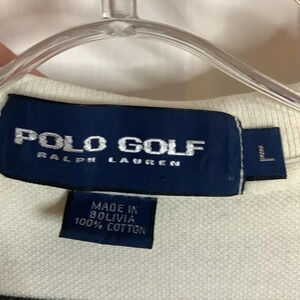 POLO GOLF
RALPH LAUREN
L
MADE IN
BOLIVIA
100% COTTON